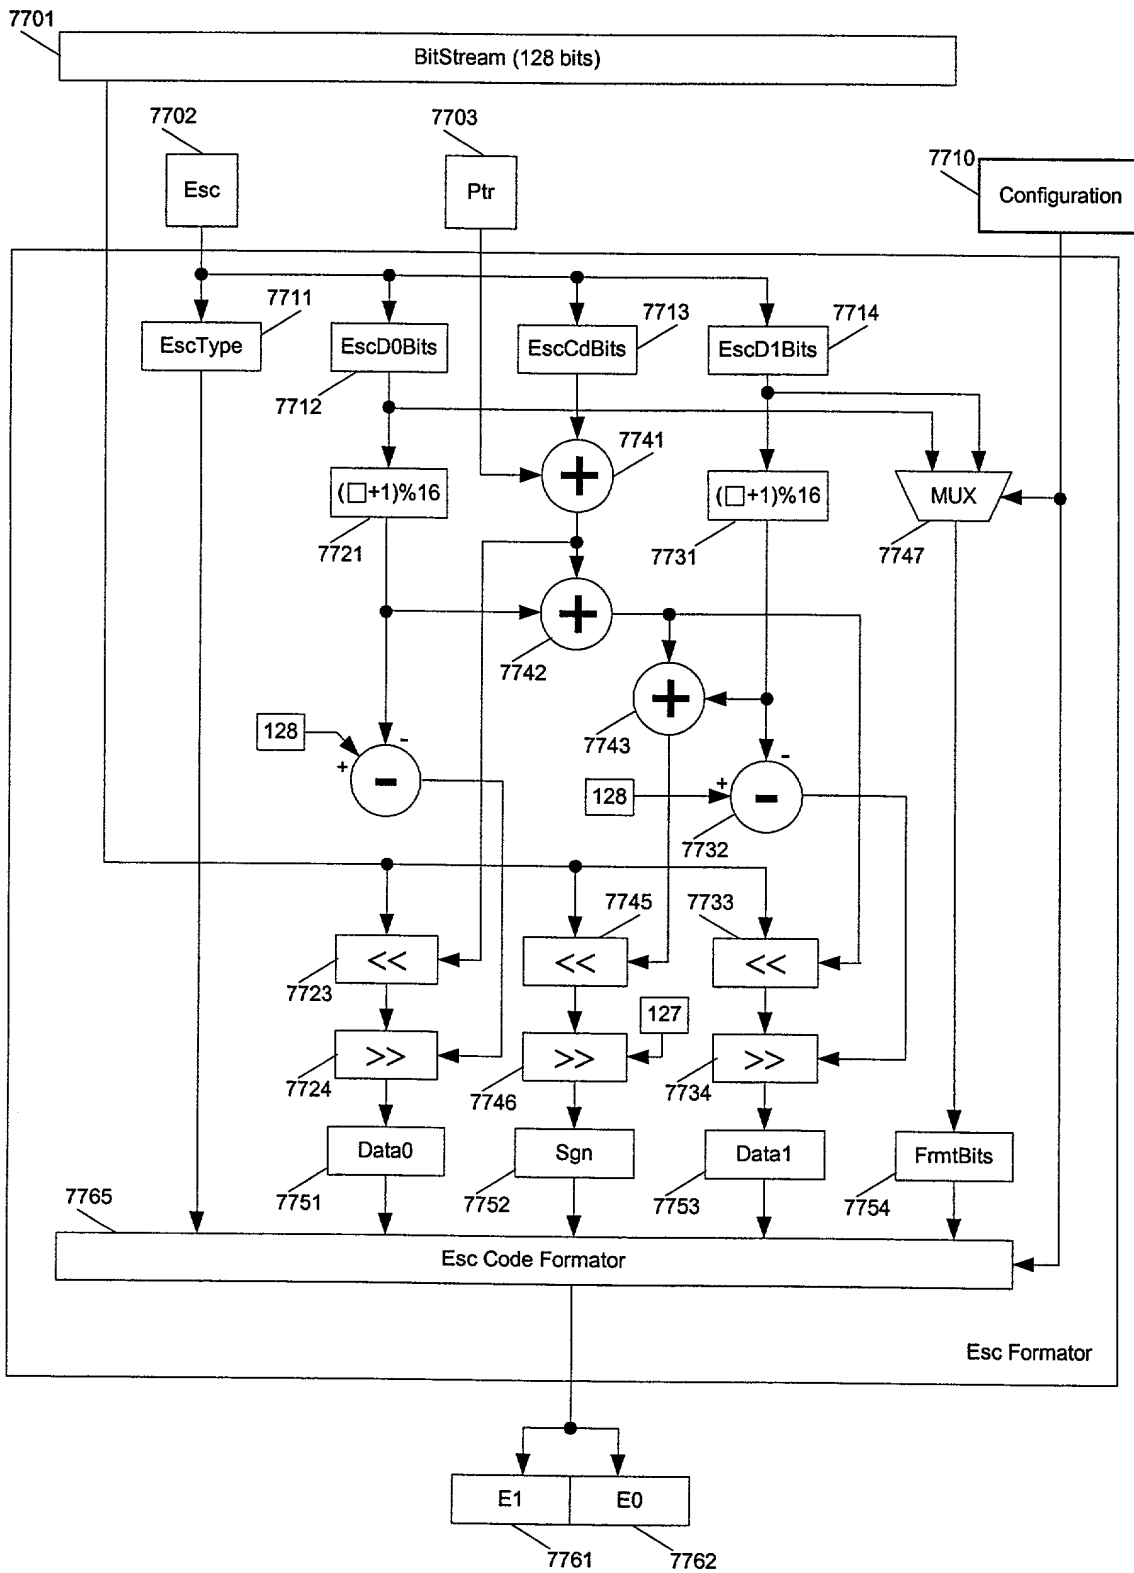 7701
BitStream (128 bits)
7702
7703
7710
Esc
Ptr
Configuration
7711
7713
7714
EscType
EscD0Bits
EscCdBits
EscD1Bits
7712
7741
(□+1)%16
+
(□+1)%16
MUX
7721
7731
7747
+
7742
+
7743
128
-
+
-
-
128
+
-
7732
7745
7733
<<
<<
<<
7723
127
>>
>>
>>
7724
7746
7734
Data0
Sgn
Data1
FrmtBits
7751
7752
7753
7754
7765
Esc Code Formator
Esc Formator
E1
E0
7761
7762